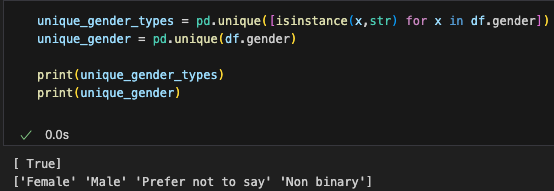 unique_gender_types = pd.unique([isinstance(x,str) for x in df.gender])
unique_gender = pd.unique(df.gender)
print(unique_gender_types)
print(unique_gender)
✓ 0.0s
[ True]
['Female' 'Male' 'Prefer not to say' 'Non binary']